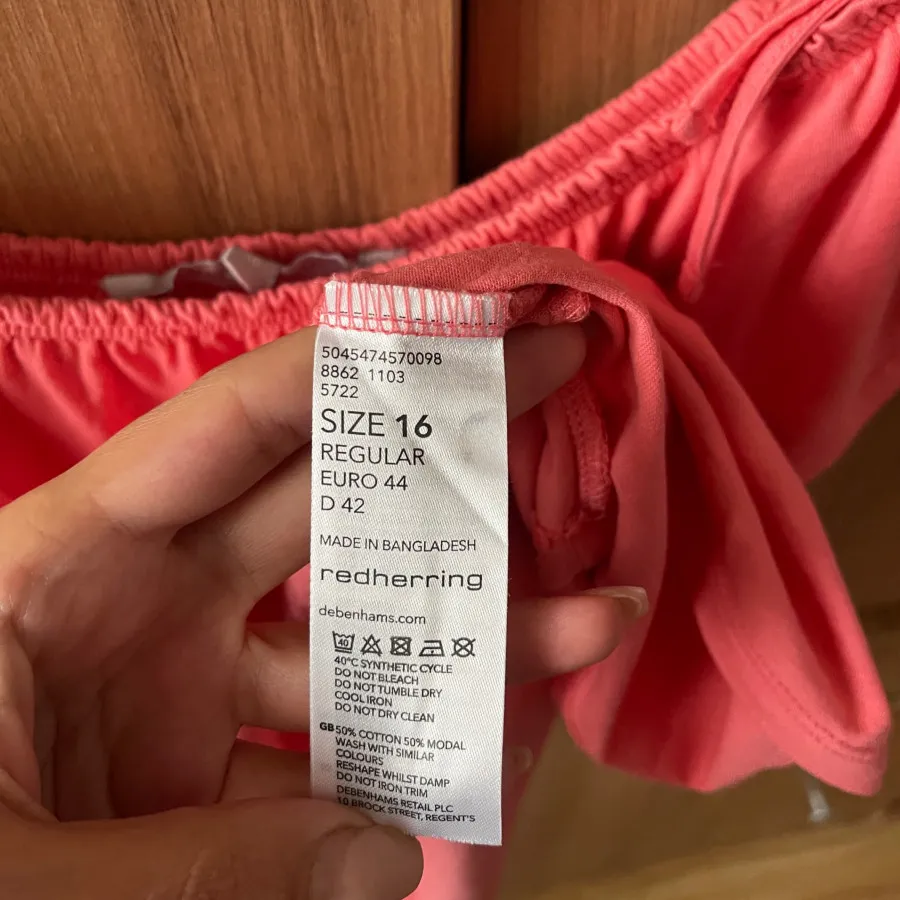 5045474570098
8862 1103
5722
SIZE 16
REGULAR
EURO 44
D 42
MADE IN BANGLADESH
redherring
debenhams.com
40
40°C SYNTHETIC CYCLE
DO NOT BLEACH
DO NOT TUMBLE DRY
COOL IRON
DO NOT DRY CLEAN
GB 50% COTTON 50% MODAL
WASH WITH SIMILAR
COLOURS
RESHAPE WHILST DAMP
DO NOT IRON TRIM
DEBENHAMS RETAIL PLC
10 BROCK STREET, REGENT'S